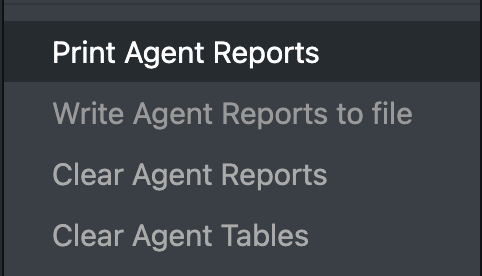 Print Agent Reports
Write Agent Reports to file
Clear Agent Reports
Clear Agent Tables